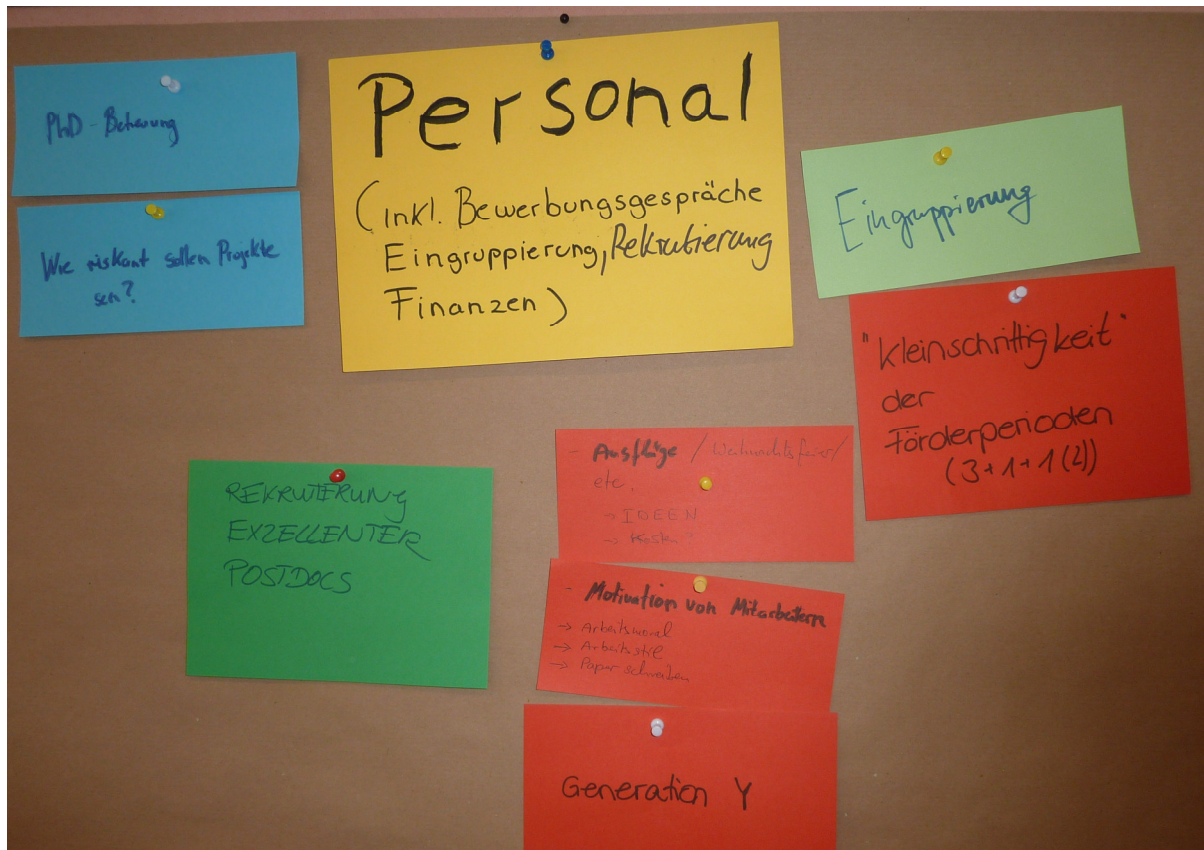 PhD - Betreuung
Wie riskant sollen Projekte
sein?
Personal
(inkl. Bewerbungsgespräche
Eingruppierung, Rekrutierung
Finanzen)
Eingruppierung
"Kleinschrittigkeit"
der
Förderperioden
(3+1+1(2))
REKRUTIERUNG
EXZELLENTER
POSTDOCS
- Ausflüge / Weihnachtsfeier/
etc.
→ IDEEN
→ Kosten?
- Motivation von Mitarbeitern
→ Arbeitsmoral
→ Arbeitsstil
→ Paper schreiben
Generation Y